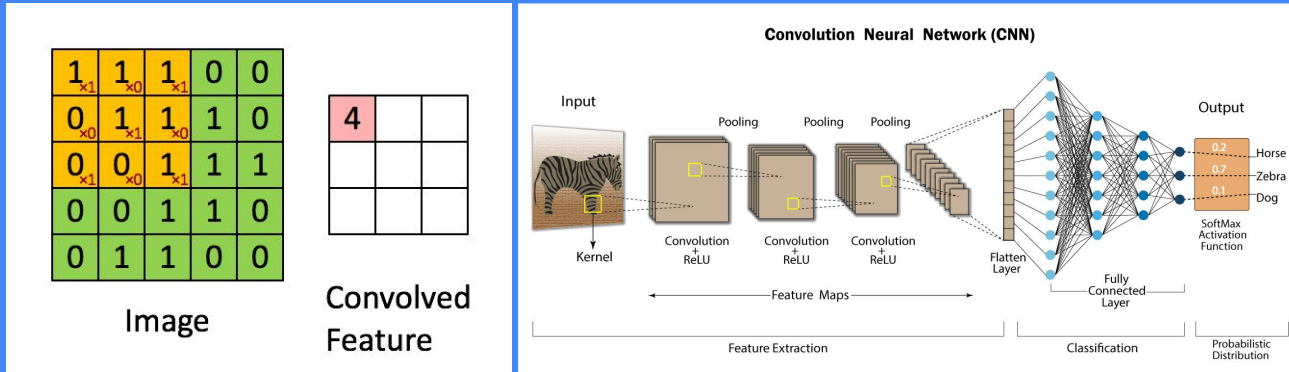 1×1 1×0 1×1 0 0
0×0 1×1 1×0 1 0
0×1 0×0 1×1 1 1
0 0 1 1 0
0 1 1 0 0
Image
4
Convolved
Feature
Convolution Neural Network (CNN)
Input
Kernel
Pooling
Pooling
Pooling
Convolution
+
ReLU
Convolution
+
ReLU
Convolution
+
ReLU
Feature Maps
Flatten
Layer
Fully
Connected
Layer
Output
0.2
0.7
0.1
Horse
Zebra
Dog
SoftMax
Activation
Function
Feature Extraction
Classification
Probabilistic
Distribution